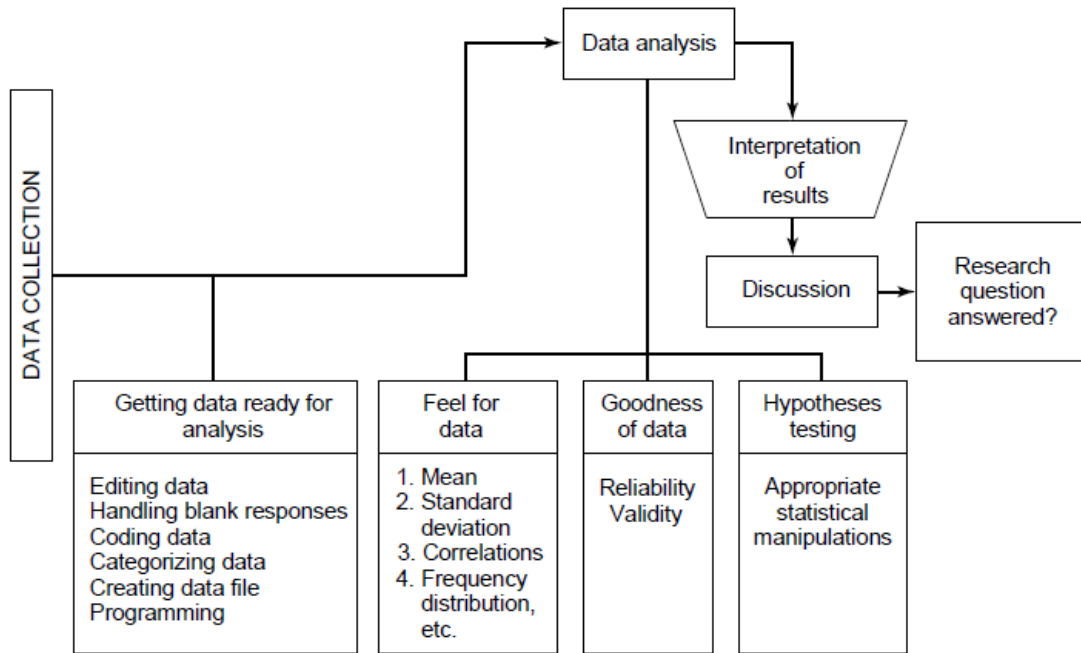 DATA COLLECTION
Data analysis
Interpretation
of
results
Discussion
Research
question
answered?
Getting data ready for
analysis
Editing data
Handling blank responses
Coding data
Categorizing data
Creating data file
Programming
Feel for
data
1. Mean
2. Standard
deviation
3. Correlations
4. Frequency
distribution,
etc.
Goodness
of data
Reliability
Validity
Hypotheses
testing
Appropriate
statistical
manipulations